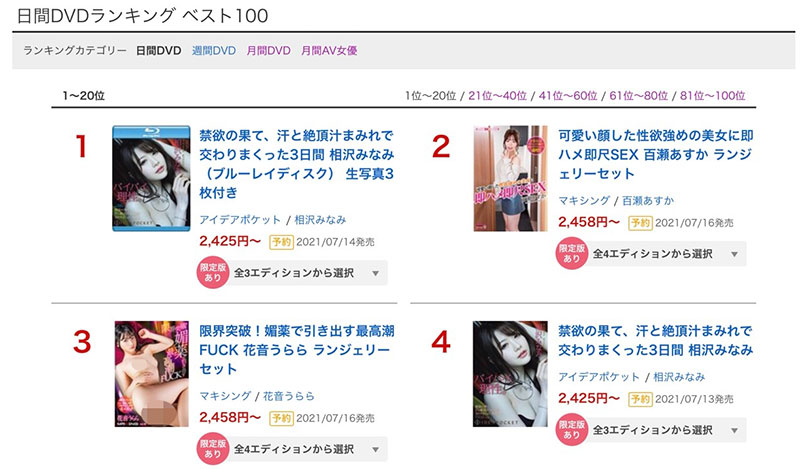 日間DVDランキング ベスト100
ランキングカテゴリー 日間DVD 週間DVD 月間DVD 月間AV女優
1〜20位
1位〜20位 / 21位〜40位 / 41位〜60位 / 61位〜80位 / 81位〜100位
1
禁欲の果て、汗と絶頂汁まみれで
交わりまくった3日間 相沢みなみ
（ブルーレイディスク） 生写真3
枚付き
アイデアポケット / 相沢みなみ
2,425円〜 予約 2021/07/14発売
限定版
あり
全3エディションから選択 ▼
2
可愛い顔した性欲強めの美女に即
ハメ即尺SEX 百瀬あすか ランジ
ェリーセット
マキシング / 百瀬あすか
2,458円〜 予約 2021/07/16発売
限定版
あり
全4エディションから選択 ▼
3
限界突破！媚薬で引き出す最高潮
FUCK 花音うらら ランジェリー
セット
マキシング / 花音うらら
2,458円〜 予約 2021/07/16発売
限定版
あり
全4エディションから選択 ▼
4
禁欲の果て、汗と絶頂汁まみれで
交わりまくった3日間 相沢みなみ
アイデアポケット / 相沢みなみ
2,425円〜 予約 2021/07/13発売
限定版
あり
全3エディションから選択 ▼